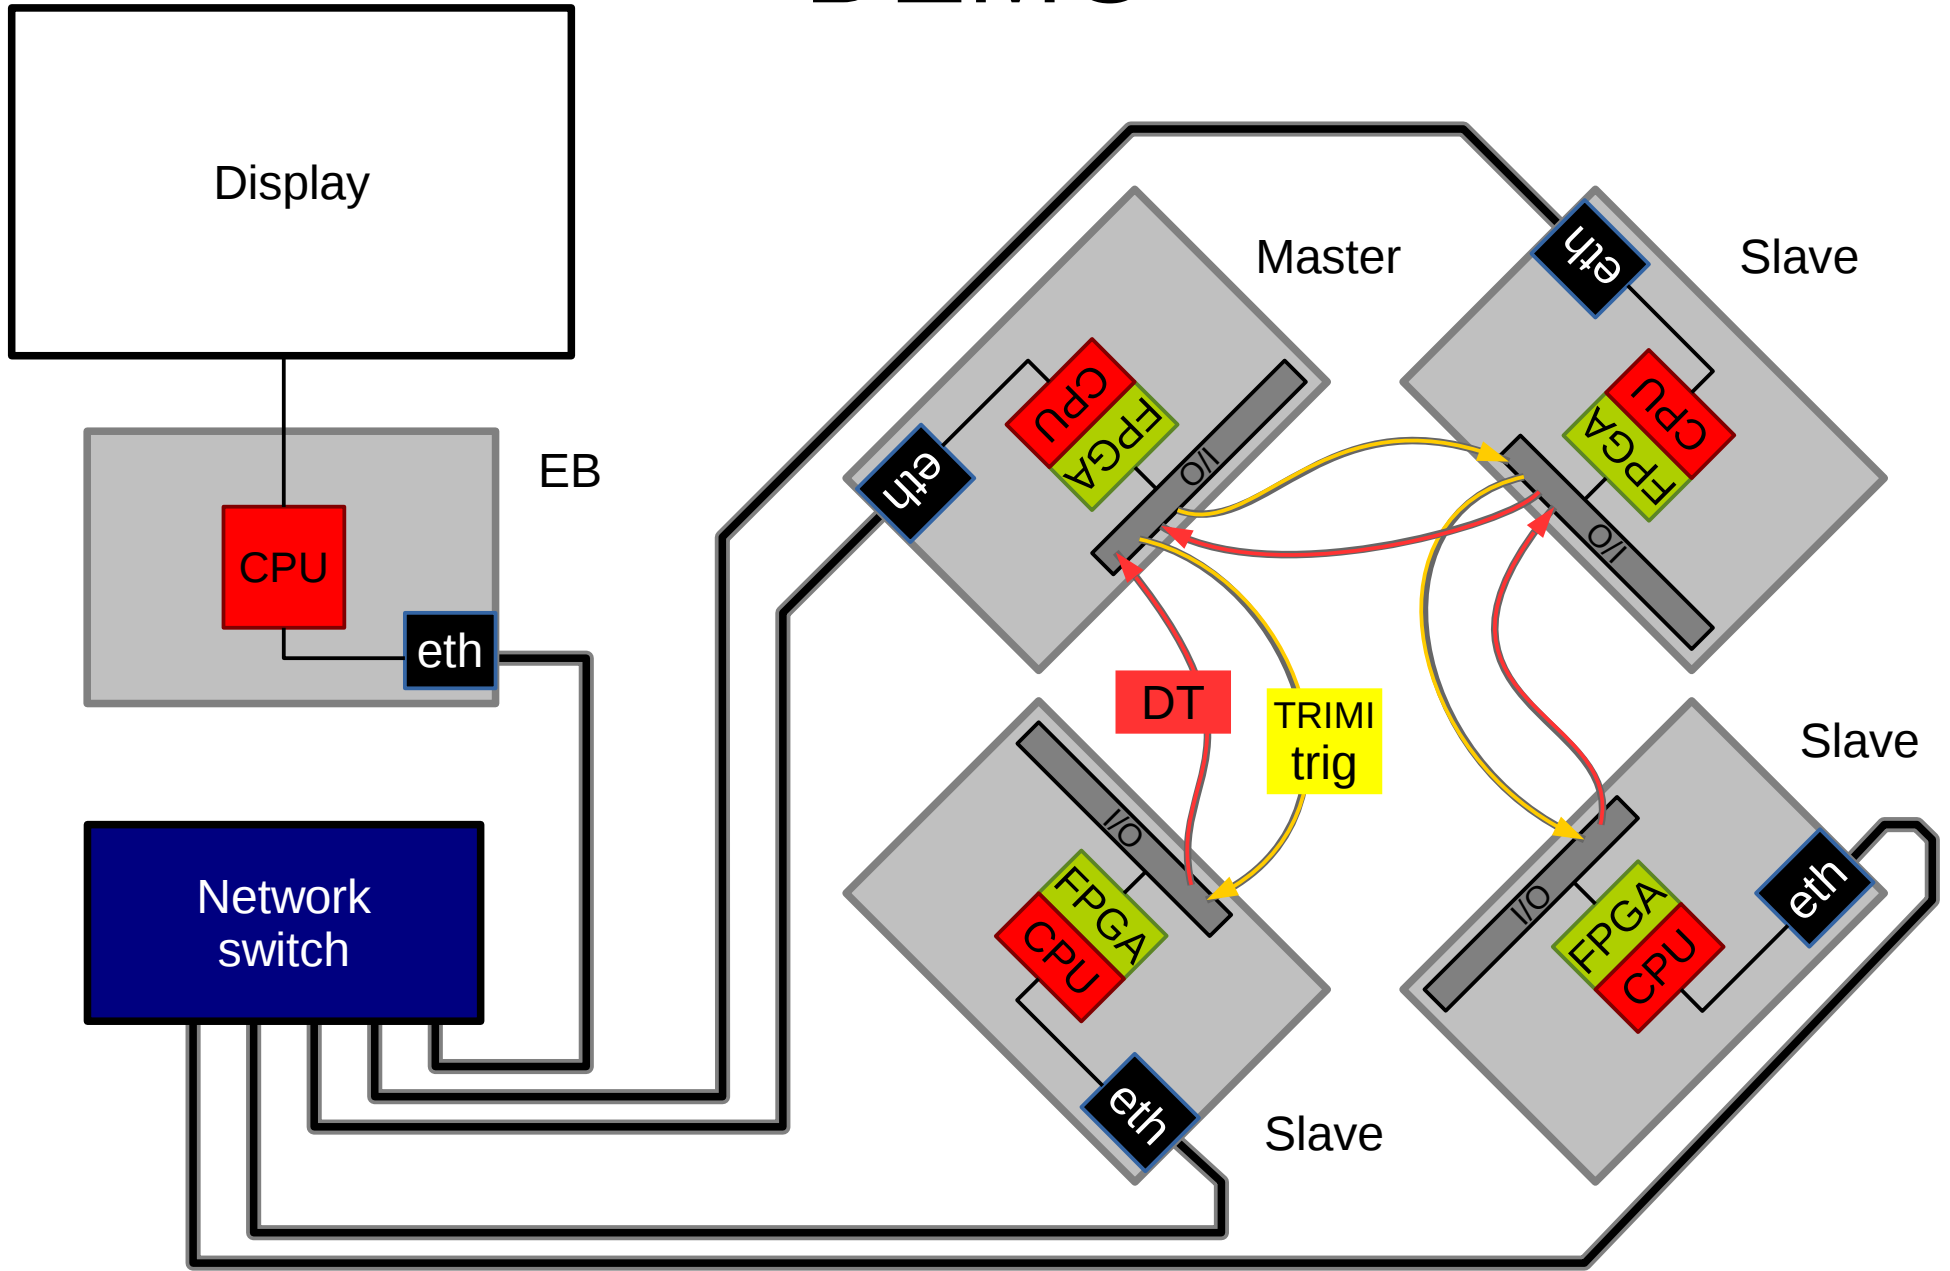 DEMO
Display
Master
Slave
eth
CPU
FPGA
I/O
eth
CPU
FPGA
I/O
EB
CPU
eth
DT
TRIMI
trig
Slave
I/O
FPGA
CPU
eth
I/O
FPGA
CPU
eth
Network
switch
Slave